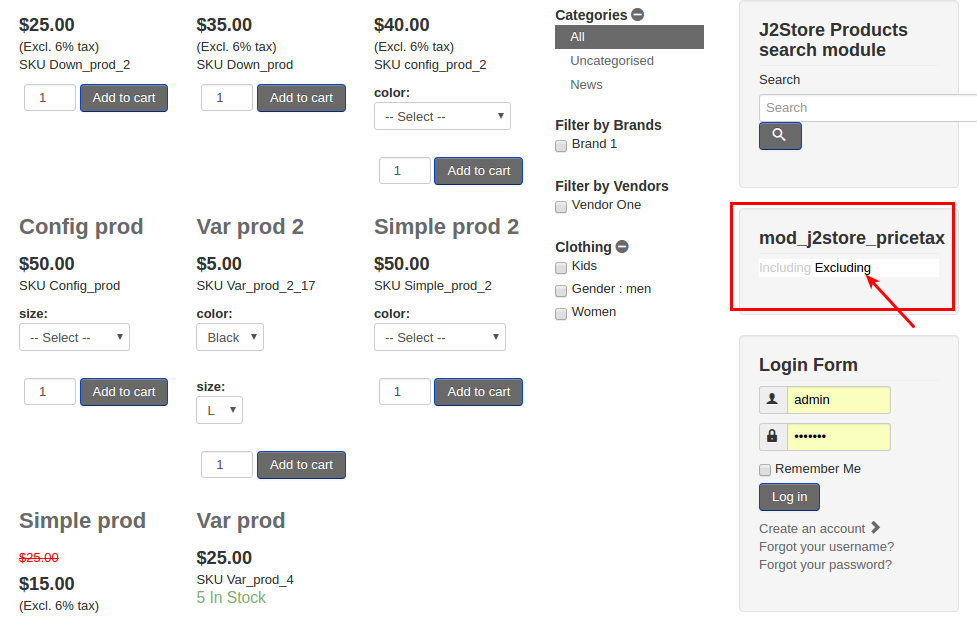 $25.00
(Excl. 6% tax)
SKU Down_prod_2
1 Add to cart
$35.00
(Excl. 6% tax)
SKU Down_prod
1 Add to cart
$40.00
(Excl. 6% tax)
SKU config_prod_2
color:
-- Select --
1 Add to cart
Config prod
$50.00
SKU Config_prod
size:
-- Select --
1 Add to cart
Var prod 2
$5.00
SKU Var_prod_2_17
color:
Black
size:
L
1 Add to cart
Simple prod 2
$50.00
SKU Simple_prod_2
color:
-- Select --
1 Add to cart
Simple prod
$25.00
$15.00
(Excl. 6% tax)
Var prod
$25.00
SKU Var_prod_4
5 In Stock
Categories
All
Uncategorised
News
Filter by Brands
Brand 1
Filter by Vendors
Vendor One
Clothing
Kids
Gender : men
Women
J2Store Products
search module
Search
Search
mod_j2store_pricetax
Including Excluding
Login Form
admin
•••••••
Remember Me
Log in
Create an account
Forgot your username?
Forgot your password?